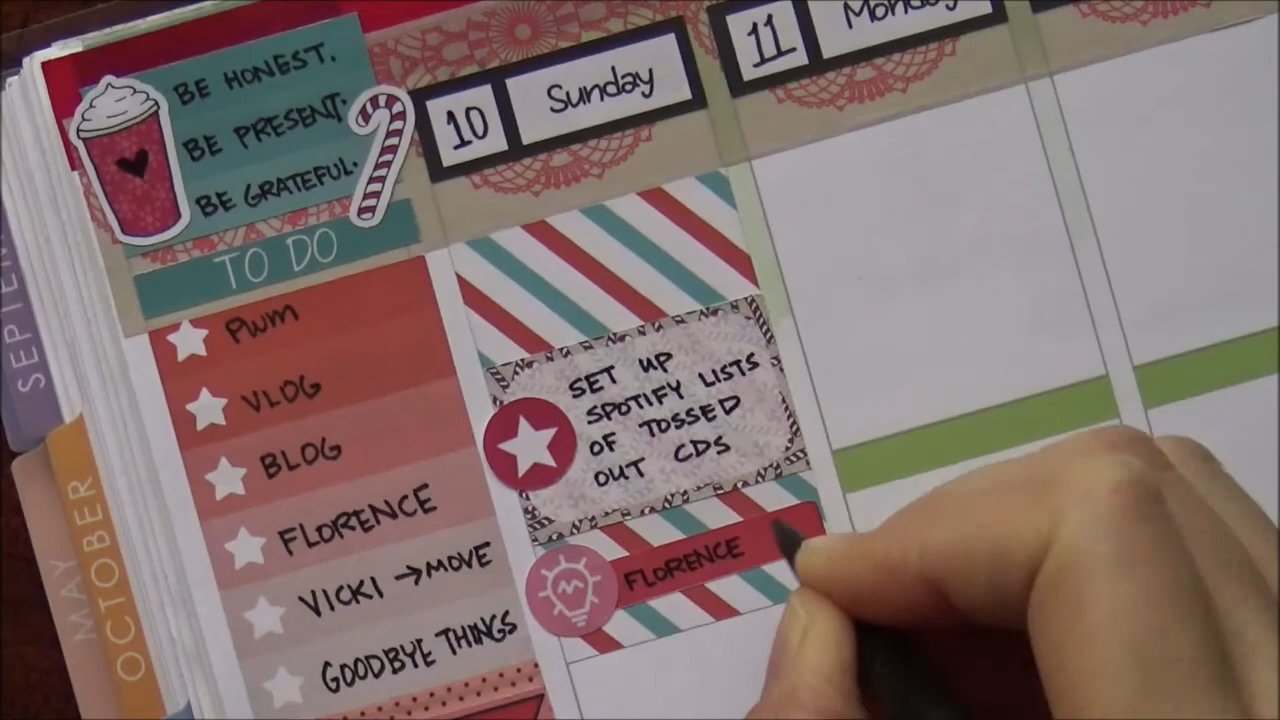 BE HONEST.
BE PRESENT.
BE GRATEFUL.
TO DO
PWM
VLOG
BLOG
FLORENCE
VICKI → MOVE
GOODBYE THINGS
10 Sunday
SET UP
SPOTIFY LISTS
OF TOSSED
OUT CDS
FLORENCE
11 Monday
MAY
OCTOBER